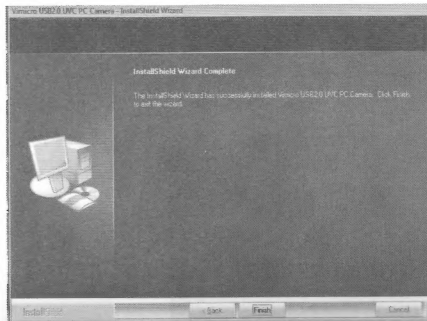 Vimicro USB2.0 UVC PC Camera - InstallShield Wizard
InstallShield Wizard Complete
The InstallShield Wizard has successfully installed Vimicro USB2.0 UVC PC Camera. Click Finish
to exit the wizard.
InstallShield
< Back
Finish
Cancel